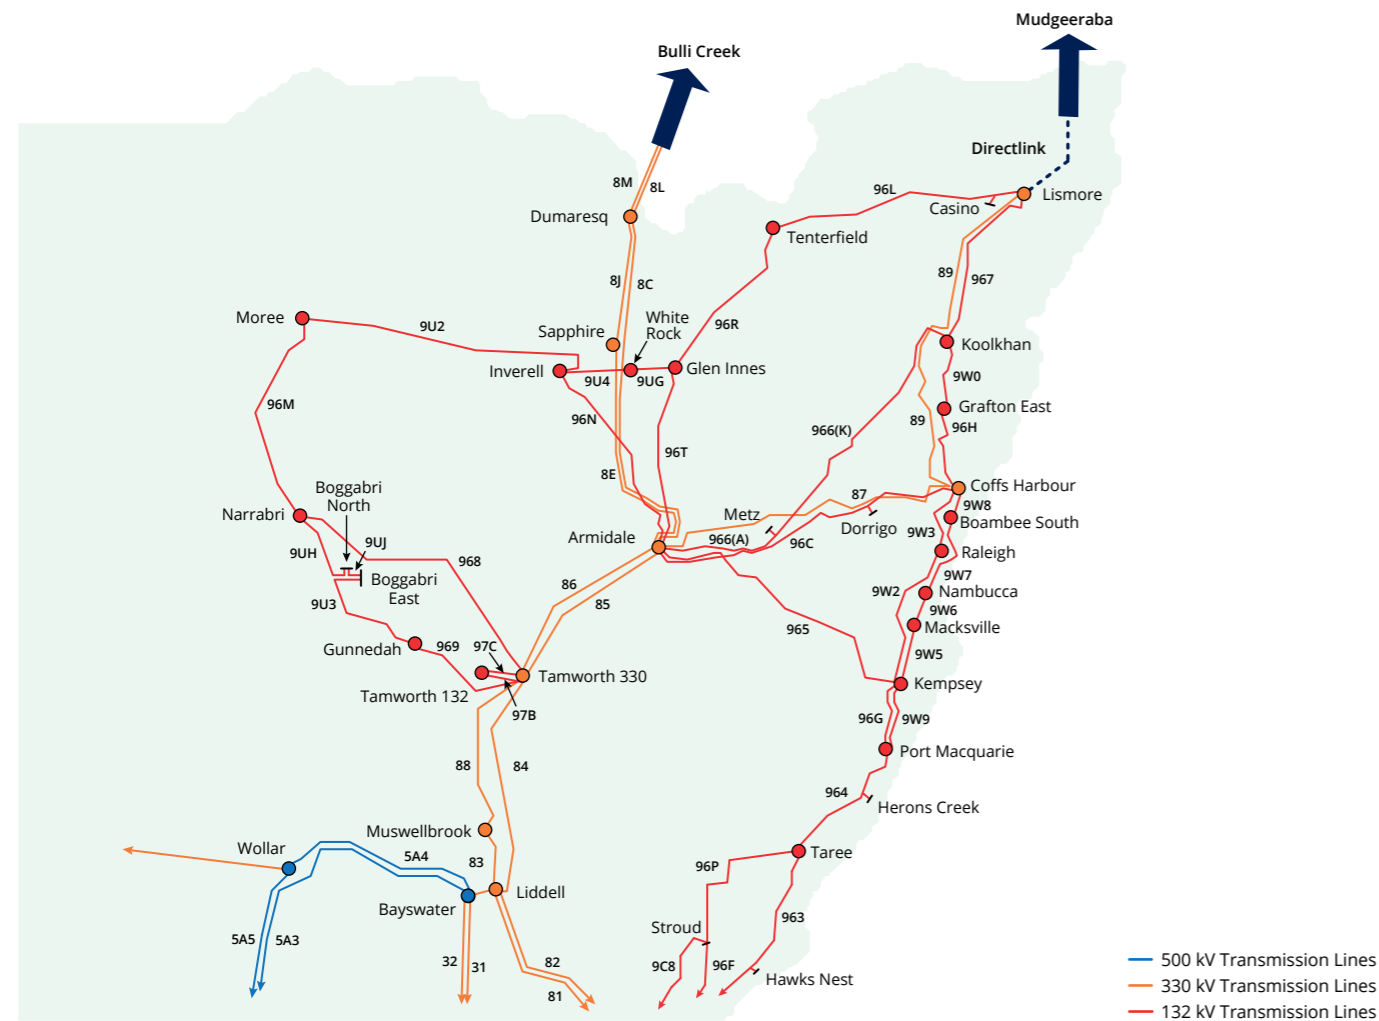 Mudgeeraba
Bulli Creek
Directlink
8M
8L
96L
Casino
Lismore
Dumaresq
Tenterfield
89
967
8J
8C
Moree
9U2
Sapphire
White
Rock
96R
Koolkhan
Inverell
9U4
9UG
Glen Innes
9W0
96M
96N
Grafton East
89
96H
966(K)
96T
8E
Boggabri
North
Coffs Harbour
87
9W8
Narrabri
Metz
Dorrigo
Boambee South
9UJ
9UH
Armidale
966(A)
96C
9W3
Raleigh
968
Boggabri
East
86
9W7
9W2
Nambucca
9U3
85
9W6
965
Macksville
Gunnedah
969
97C
9W5
Tamworth 330
Kempsey
Tamworth 132
97B
96G
9W9
Port Macquarie
88
84
964
Herons Creek
Muswellbrook
Wollar
5A4
83
Taree
96P
Liddell
Bayswater
963
Stroud
5A5
5A3
32
31
82
9C8
96F
Hawks Nest
81
500 kV Transmission Lines
330 kV Transmission Lines
132 kV Transmission Lines